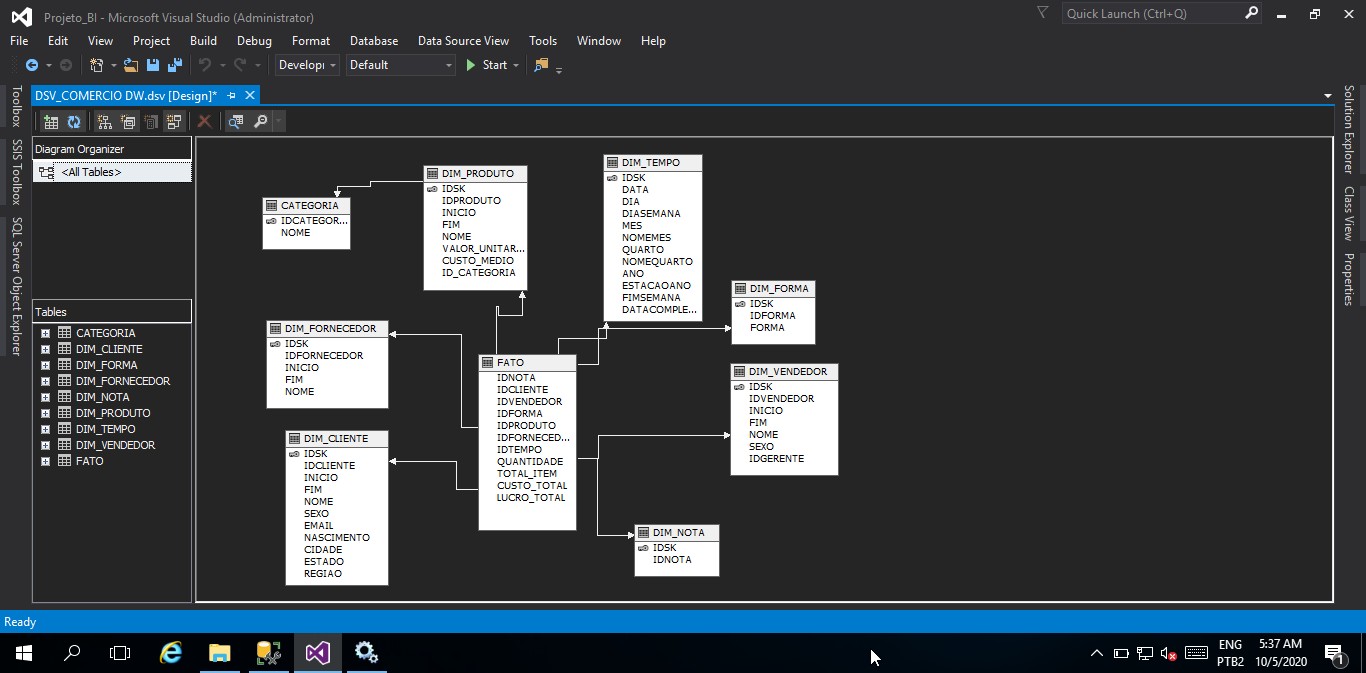 Projeto_BI - Microsoft Visual Studio (Administrator)
Quick Launch (Ctrl+Q)
File Edit View Project Build Debug Format Database Data Source View Tools Window Help
Develop Default Start
DSV_COMERCIO DW.dsv [Design]*
Toolbox
SSIS Toolbox
SQL Server Object Explorer
Diagram Organizer
<All Tables>
Tables
CATEGORIA
DIM_CLIENTE
DIM_FORMA
DIM_FORNECEDOR
DIM_NOTA
DIM_PRODUTO
DIM_TEMPO
DIM_VENDEDOR
FATO
CATEGORIA
IDCATEGOR...
NOME
DIM_PRODUTO
IDSK
IDPRODUTO
INICIO
FIM
NOME
VALOR_UNITAR...
CUSTO_MEDIO
ID_CATEGORIA
DIM_TEMPO
IDSK
DATA
DIA
DIASEMANA
MES
NOMEMES
QUARTO
NOMEQUARTO
ANO
ESTACAOANO
FIMSEMANA
DATACOMPLE...
DIM_FORMA
IDSK
IDFORMA
FORMA
DIM_FORNECEDOR
IDSK
IDFORNECEDOR
INICIO
FIM
NOME
FATO
IDNOTA
IDCLIENTE
IDVENDEDOR
IDFORMA
IDPRODUTO
IDFORNECED...
IDTEMPO
QUANTIDADE
TOTAL_ITEM
CUSTO_TOTAL
LUCRO_TOTAL
DIM_VENDEDOR
IDSK
IDVENDEDOR
INICIO
FIM
NOME
SEXO
IDGERENTE
DIM_CLIENTE
IDSK
IDCLIENTE
INICIO
FIM
NOME
SEXO
EMAIL
NASCIMENTO
CIDADE
ESTADO
REGIAO
DIM_NOTA
IDSK
IDNOTA
Solution Explorer
Class View
Properties
Ready
ENG
PTB2
5:37 AM
10/5/2020
1